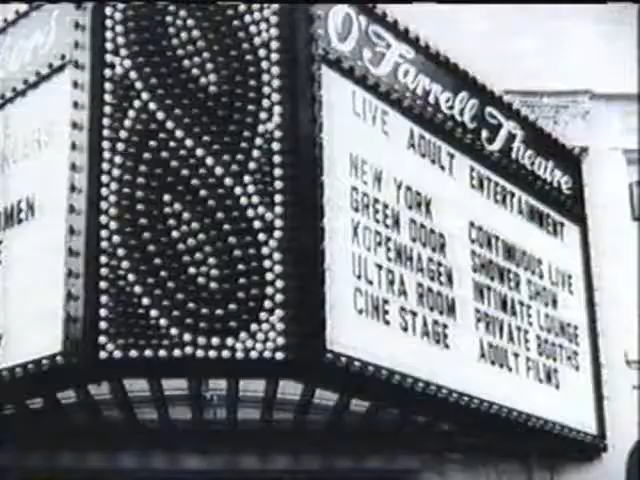 O'Farrell Theatre
LIVE ADULT ENTERTAINMENT
NEW YORK CONTINUOUS LIVE
GREEN DOOR SHOWER SHOW
KOPENHAGEN INTIMATE LOUNGE
ULTRA ROOM PRIVATE BOOTHS
CINE STAGE ADULT FILMS